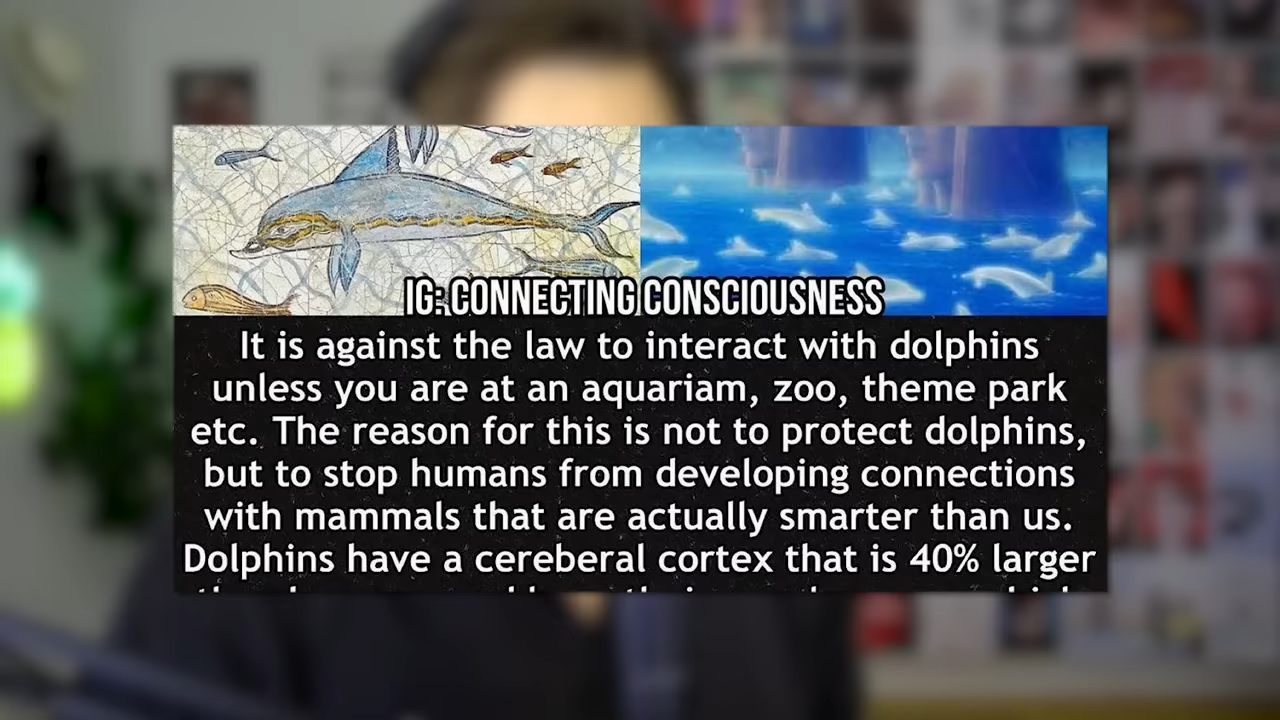 IG: CONNECTING CONSCIOUSNESS
It is against the law to interact with dolphins
unless you are at an aquariam, zoo, theme park
etc. The reason for this is not to protect dolphins,
but to stop humans from developing connections
with mammals that are actually smarter than us.
Dolphins have a cereberal cortex that is 40% larger